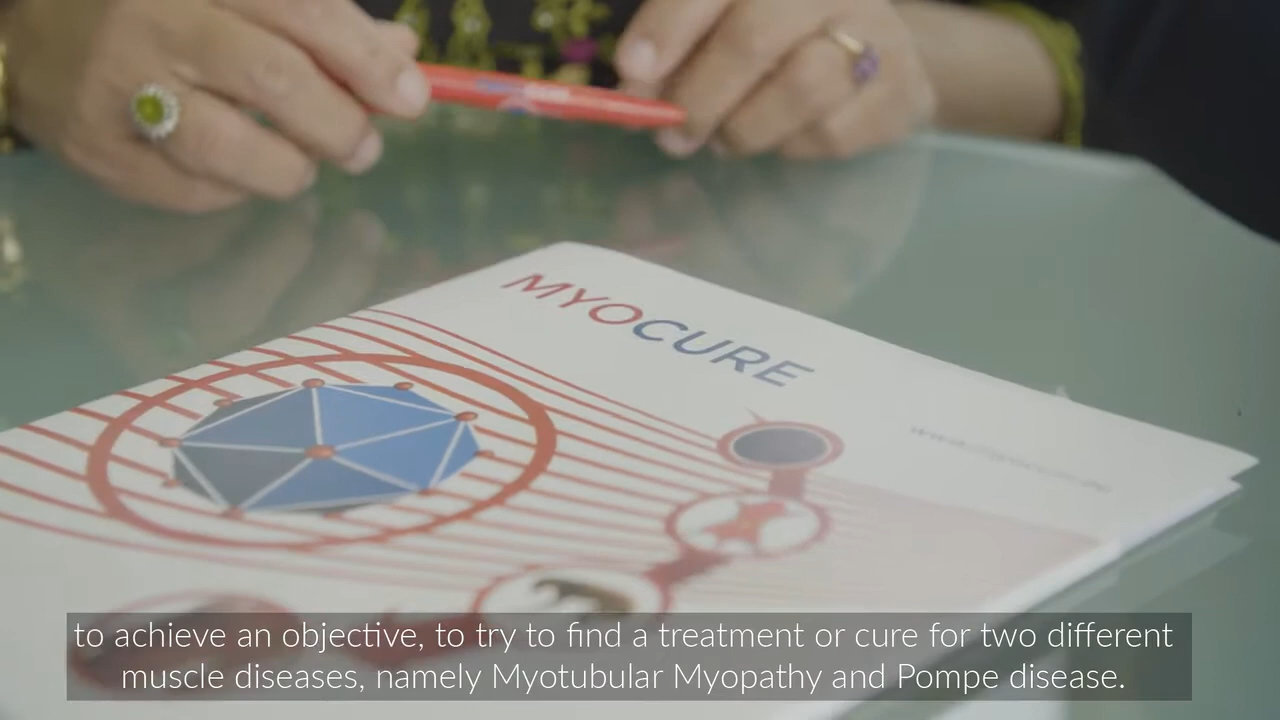 MYOCURE
to achieve an objective, to try to find a treatment or cure for two different
muscle diseases, namely Myotubular Myopathy and Pompe disease.